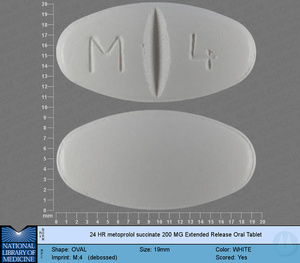 M 4
24 HR metoprolol succinate 200 MG Extended Release Oral Tablet
NATIONAL
LIBRARY OF
MEDICINE
Shape: OVAL Size: 19mm Color: WHITE
Imprint: M;4 (debossed) Scored: Yes